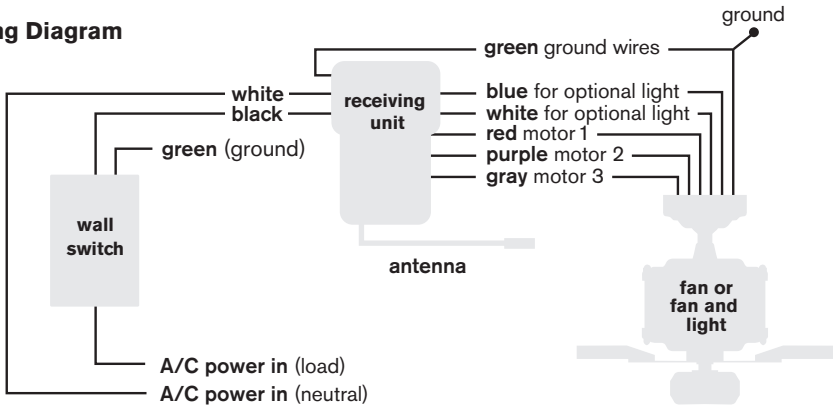 ng Diagram
ground
green ground wires
white
black
green (ground)
receiving
unit
blue for optional light
white for optional light
red motor 1
purple motor 2
gray motor 3
wall
switch
antenna
fan or
fan and
light
A/C power in (load)
A/C power in (neutral)